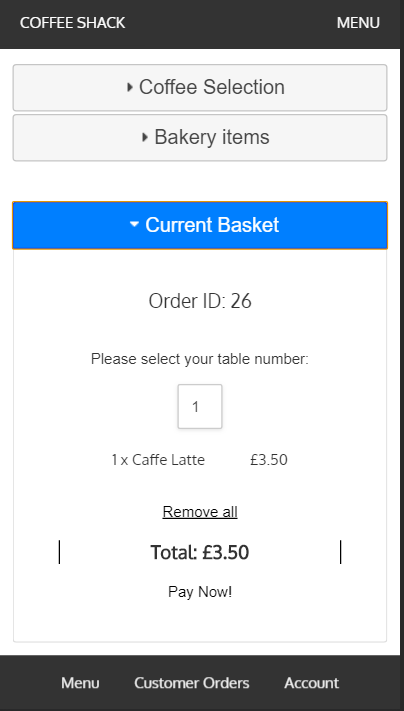 COFFEE SHACK MENU
Coffee Selection
Bakery items
Current Basket
Order ID: 26
Please select your table number:
1
1 x Caffe Latte £3.50
Remove all
Total: £3.50
Pay Now!
Menu Customer Orders Account